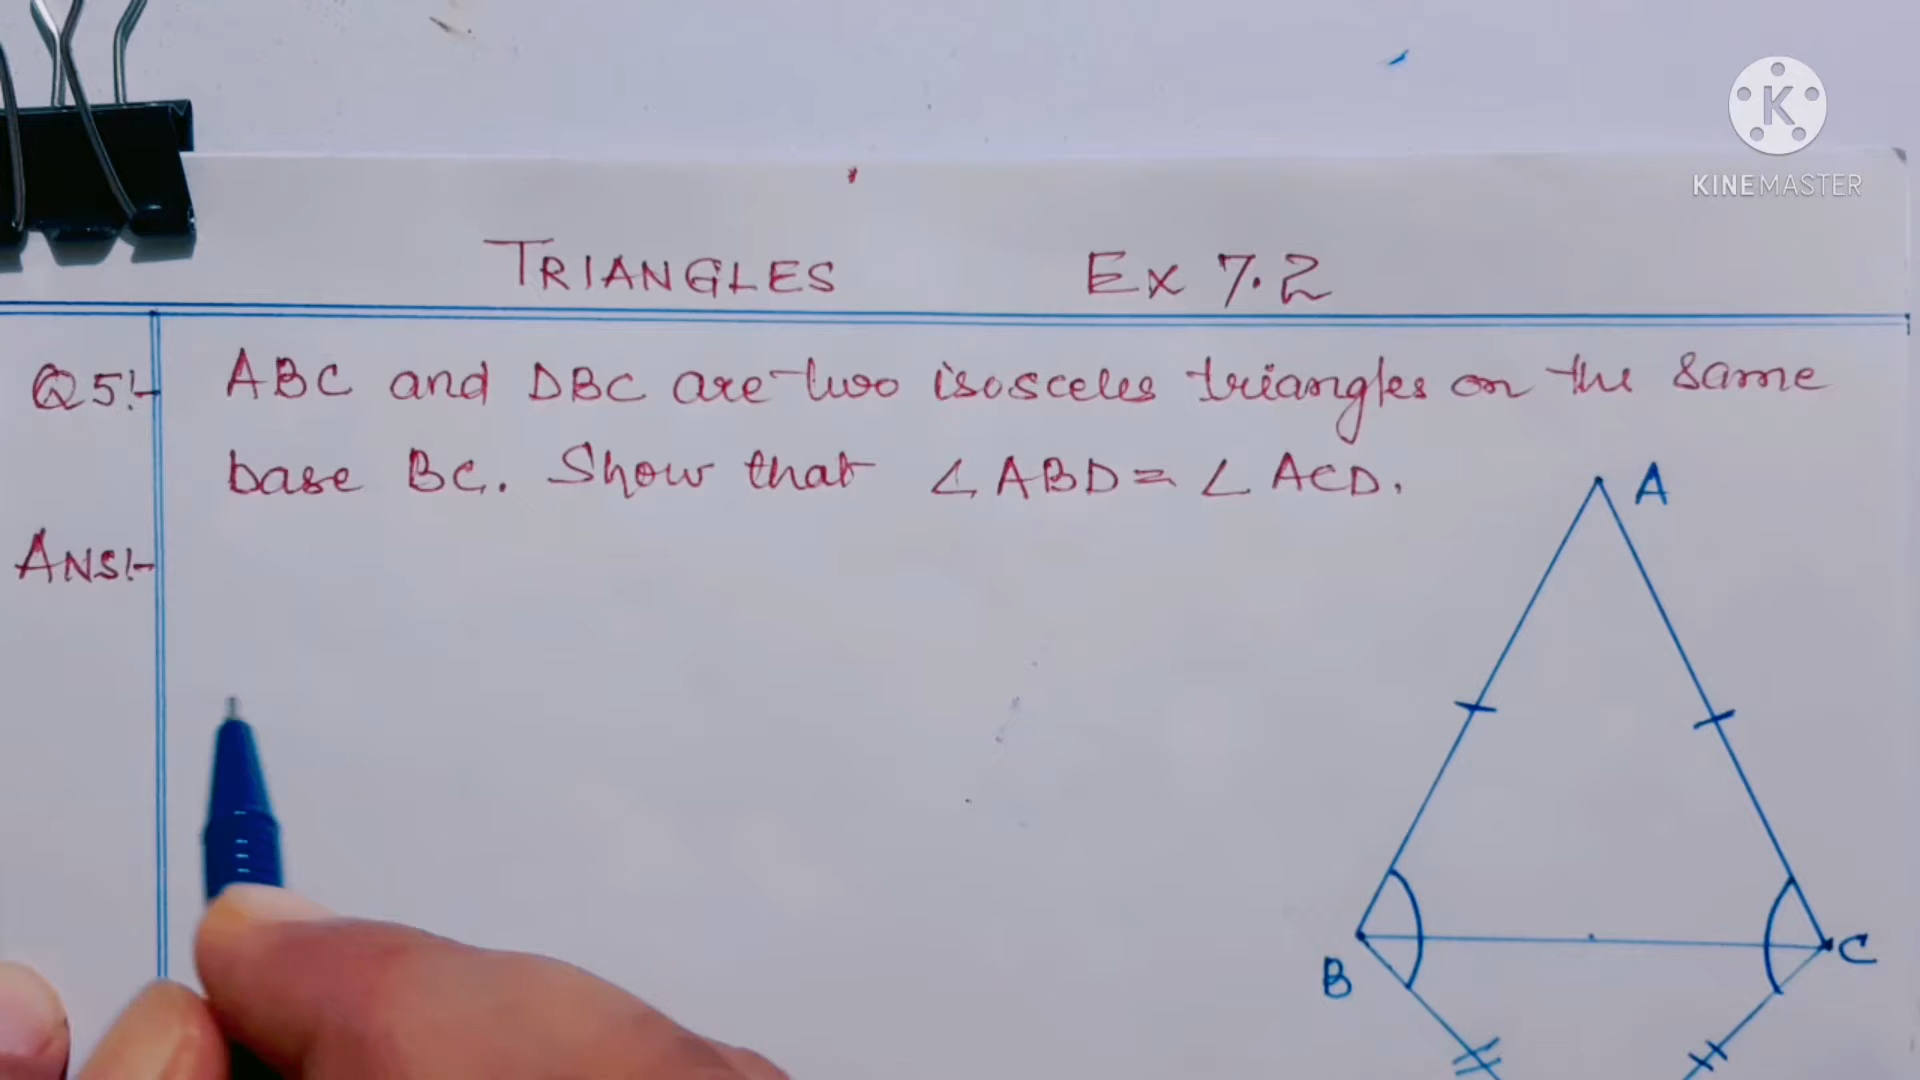 K
KINEMASTER
TRIANGLES Ex 7.2
Q5:- ABC and DBC are two isosceles triangles on the same
base BC. Show that ∠ABD = ∠ACD.
ANS:-
A
B
C